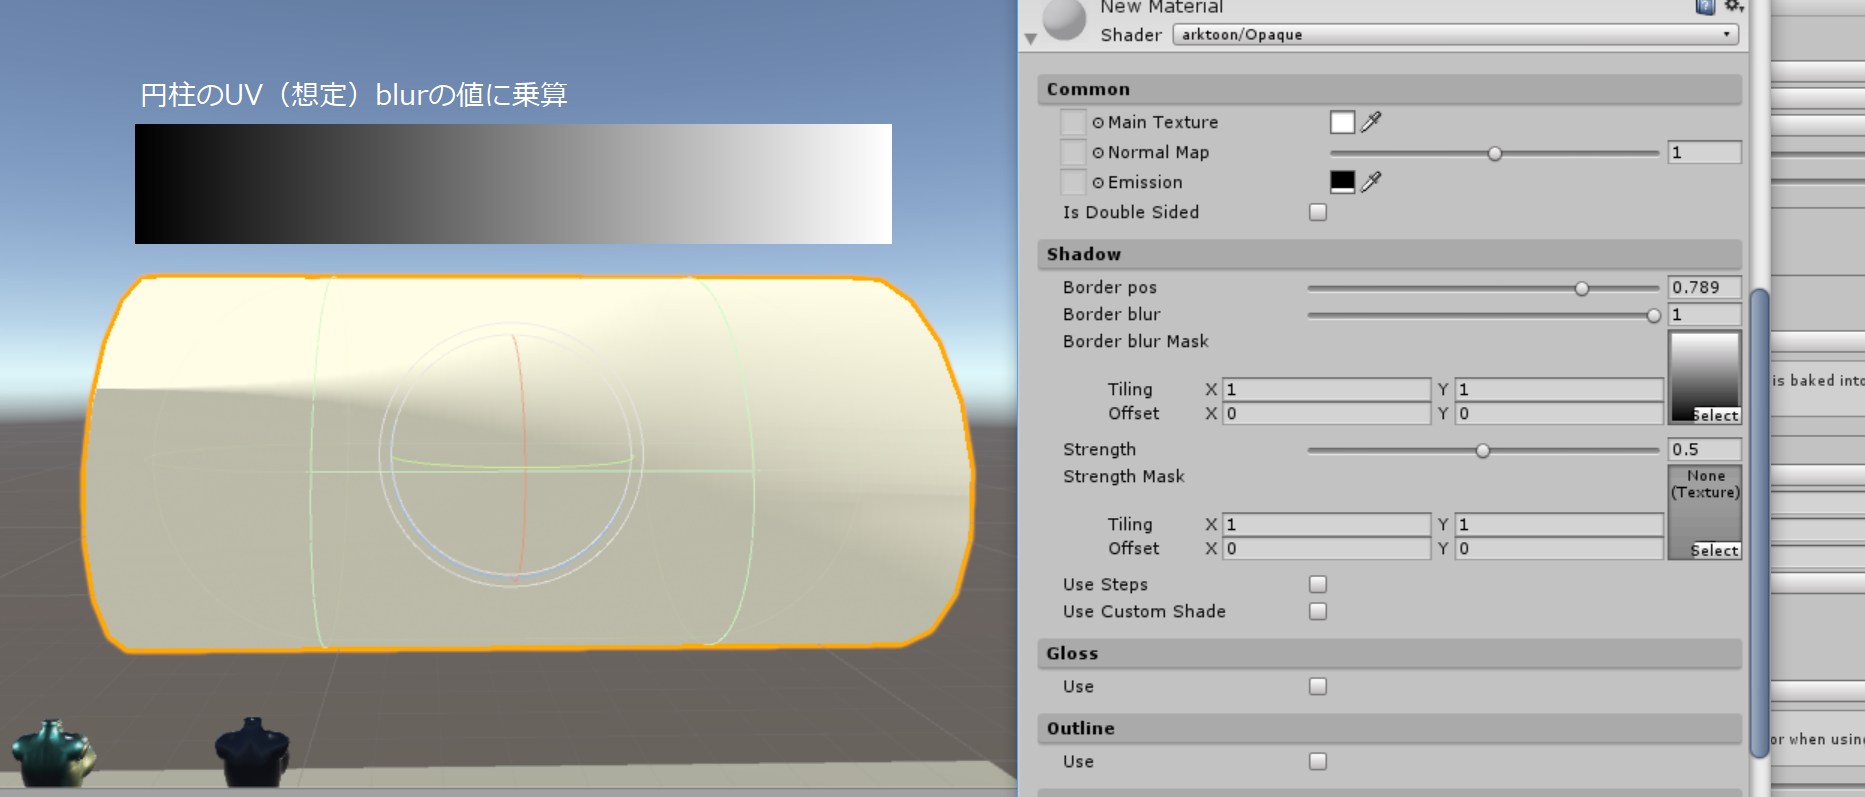 円柱のUV（想定）blurの値に乗算
New Material
Shader arktoon/Opaque
Common
Main Texture
Normal Map 1
Emission
Is Double Sided
Shadow
Border pos 0.789
Border blur 1
Border blur Mask
Tiling X 1 Y 1
Offset X 0 Y 0
Select
Strength 0.5
Strength Mask
None
(Texture)
Tiling X 1 Y 1
Offset X 0 Y 0
Select
Use Steps
Use Custom Shade
Gloss
Use
Outline
Use
is baked into
or when using